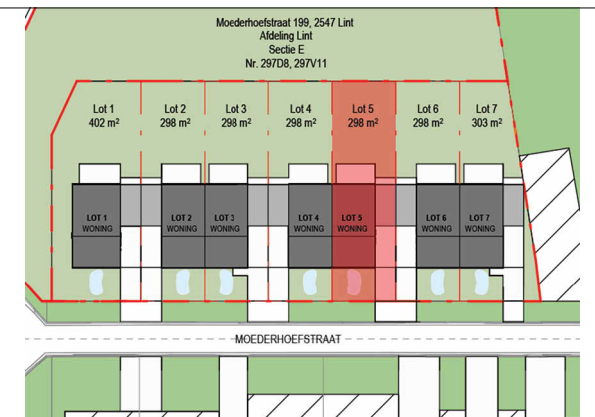 Moederhoefstraat 199, 2547 Lint
Afdeling Lint
Sectie E
Nr. 297D8, 297V11
Lot 1
402 m²
Lot 2
298 m²
Lot 3
298 m²
Lot 4
298 m²
Lot 5
298 m²
Lot 6
298 m²
Lot 7
303 m²
LOT 1
WONING
LOT 2
WONING
LOT 3
WONING
LOT 4
WONING
LOT 5
WONING
LOT 6
WONING
LOT 7
WONING
MOEDERHOEFSTRAAT